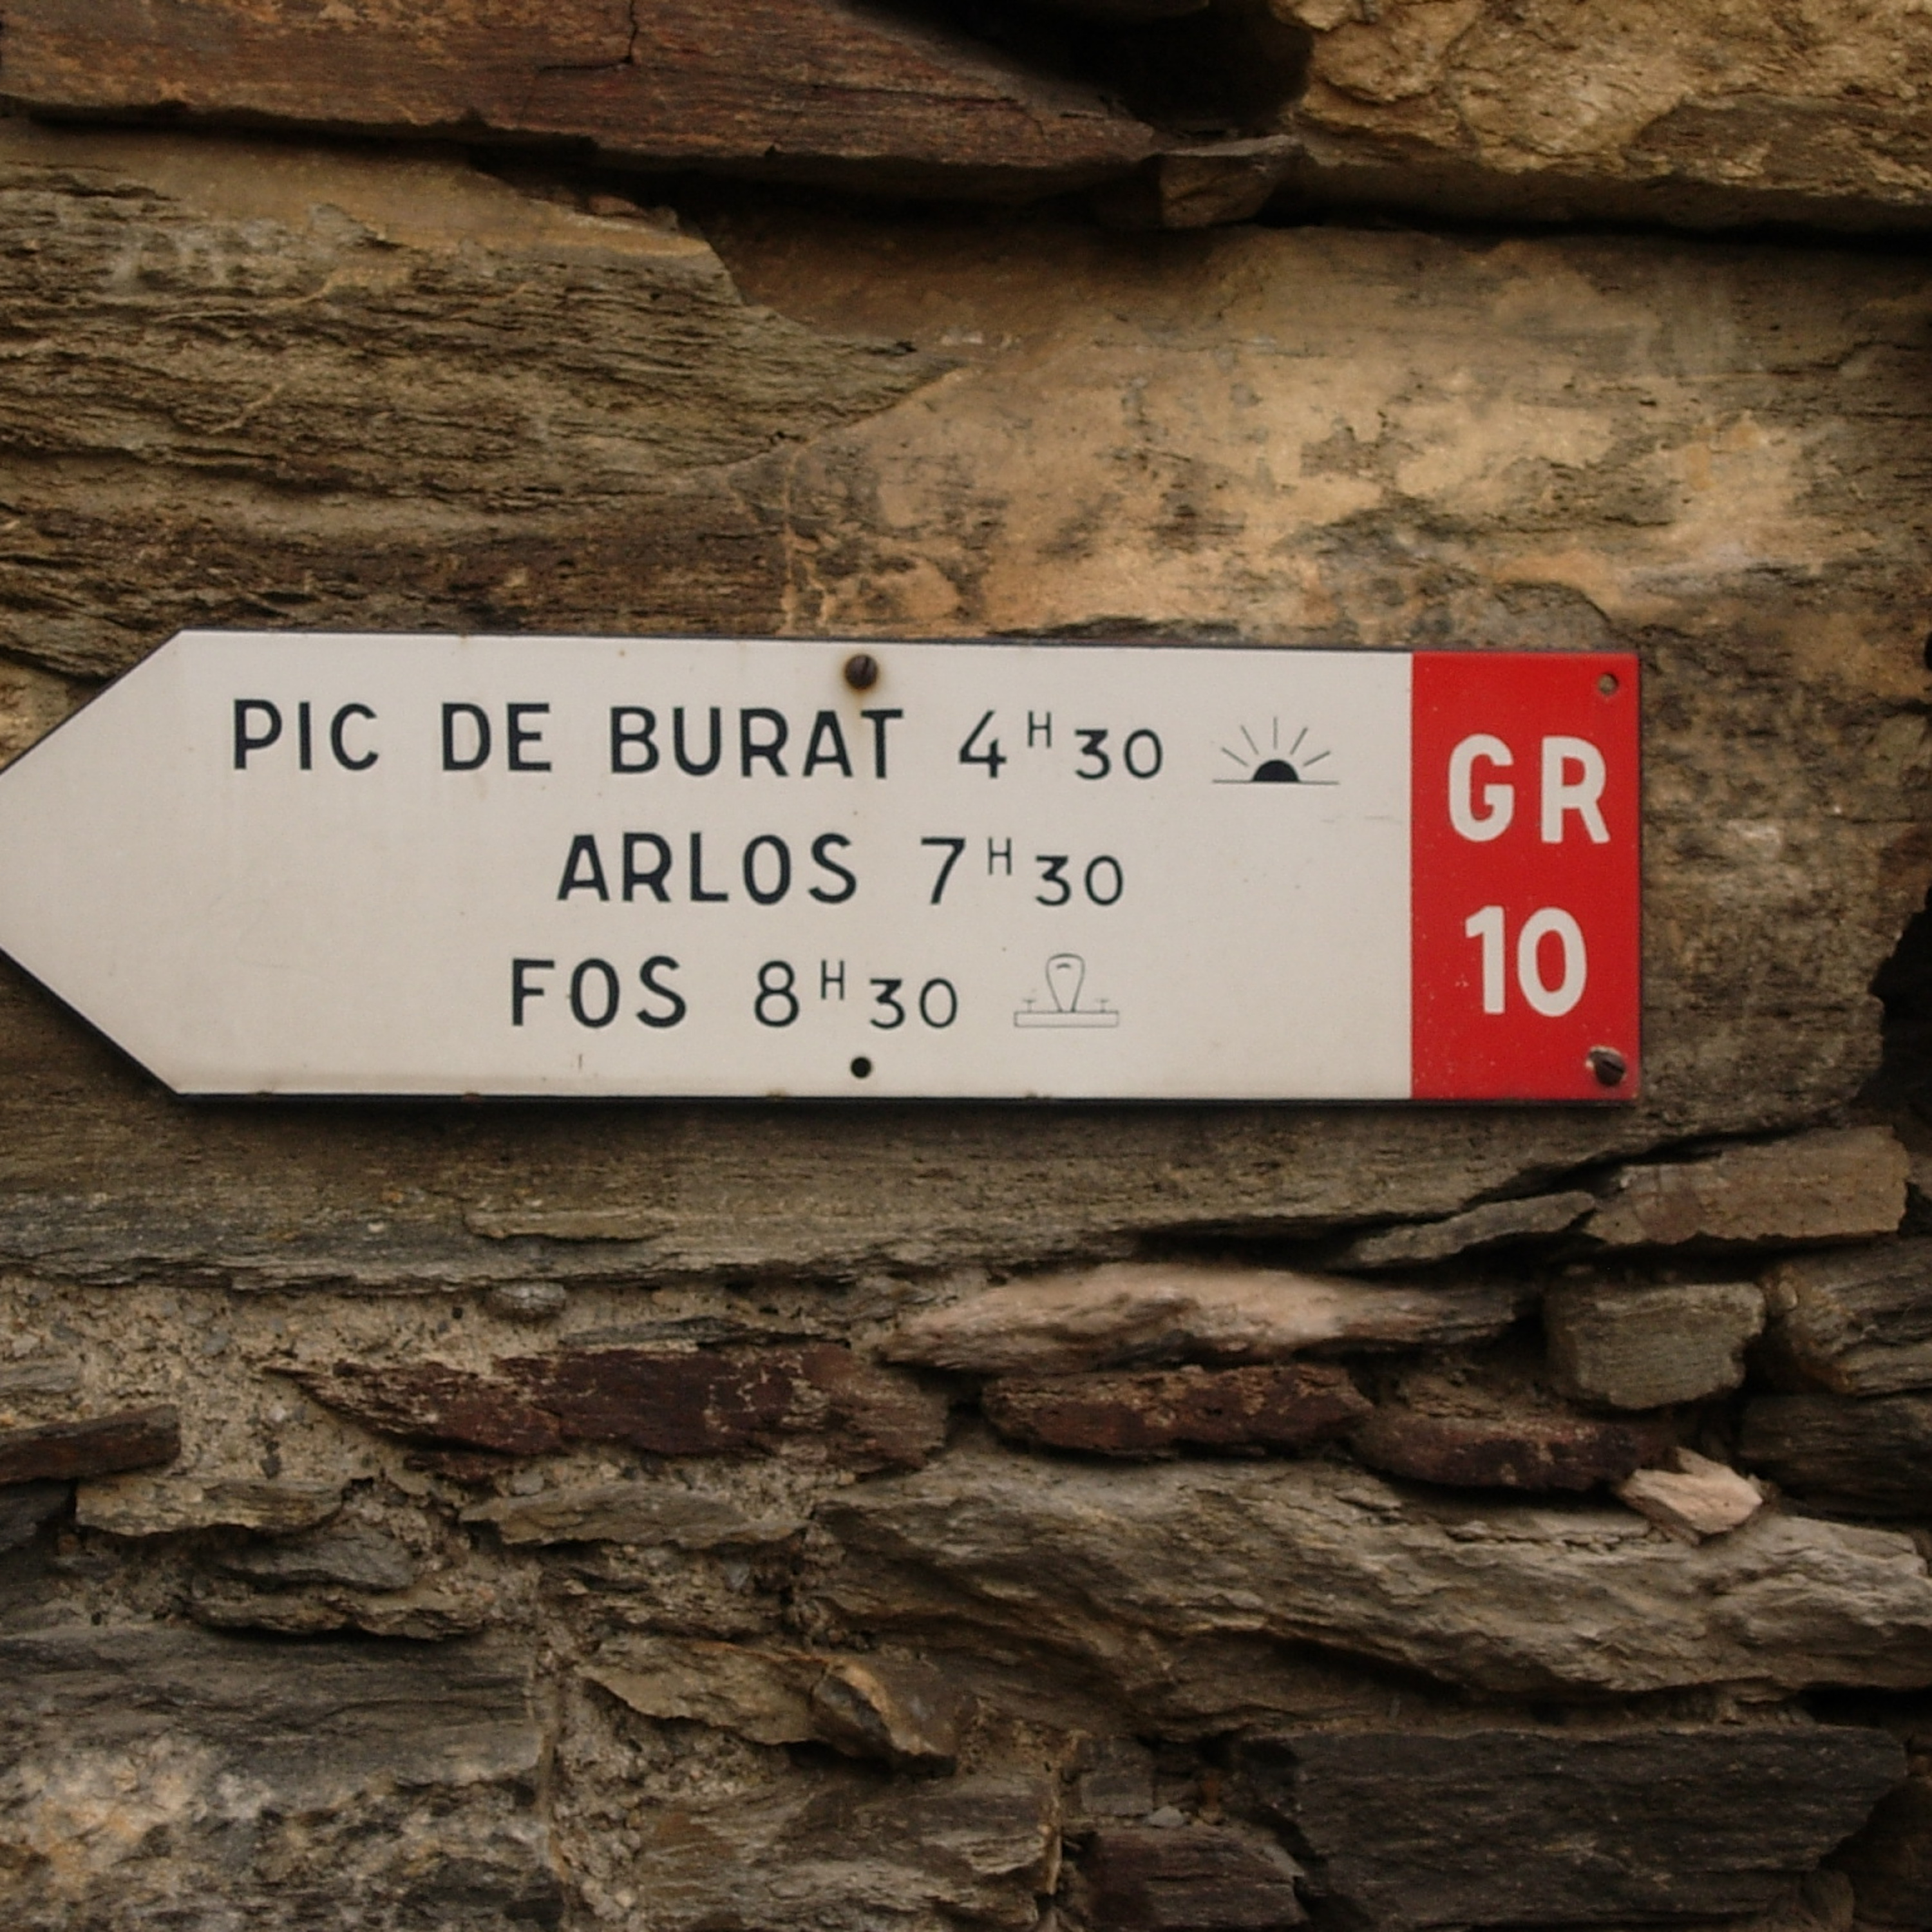 PIC DE BURAT 4H30
ARLOS 7H30
FOS 8H30
GR
10